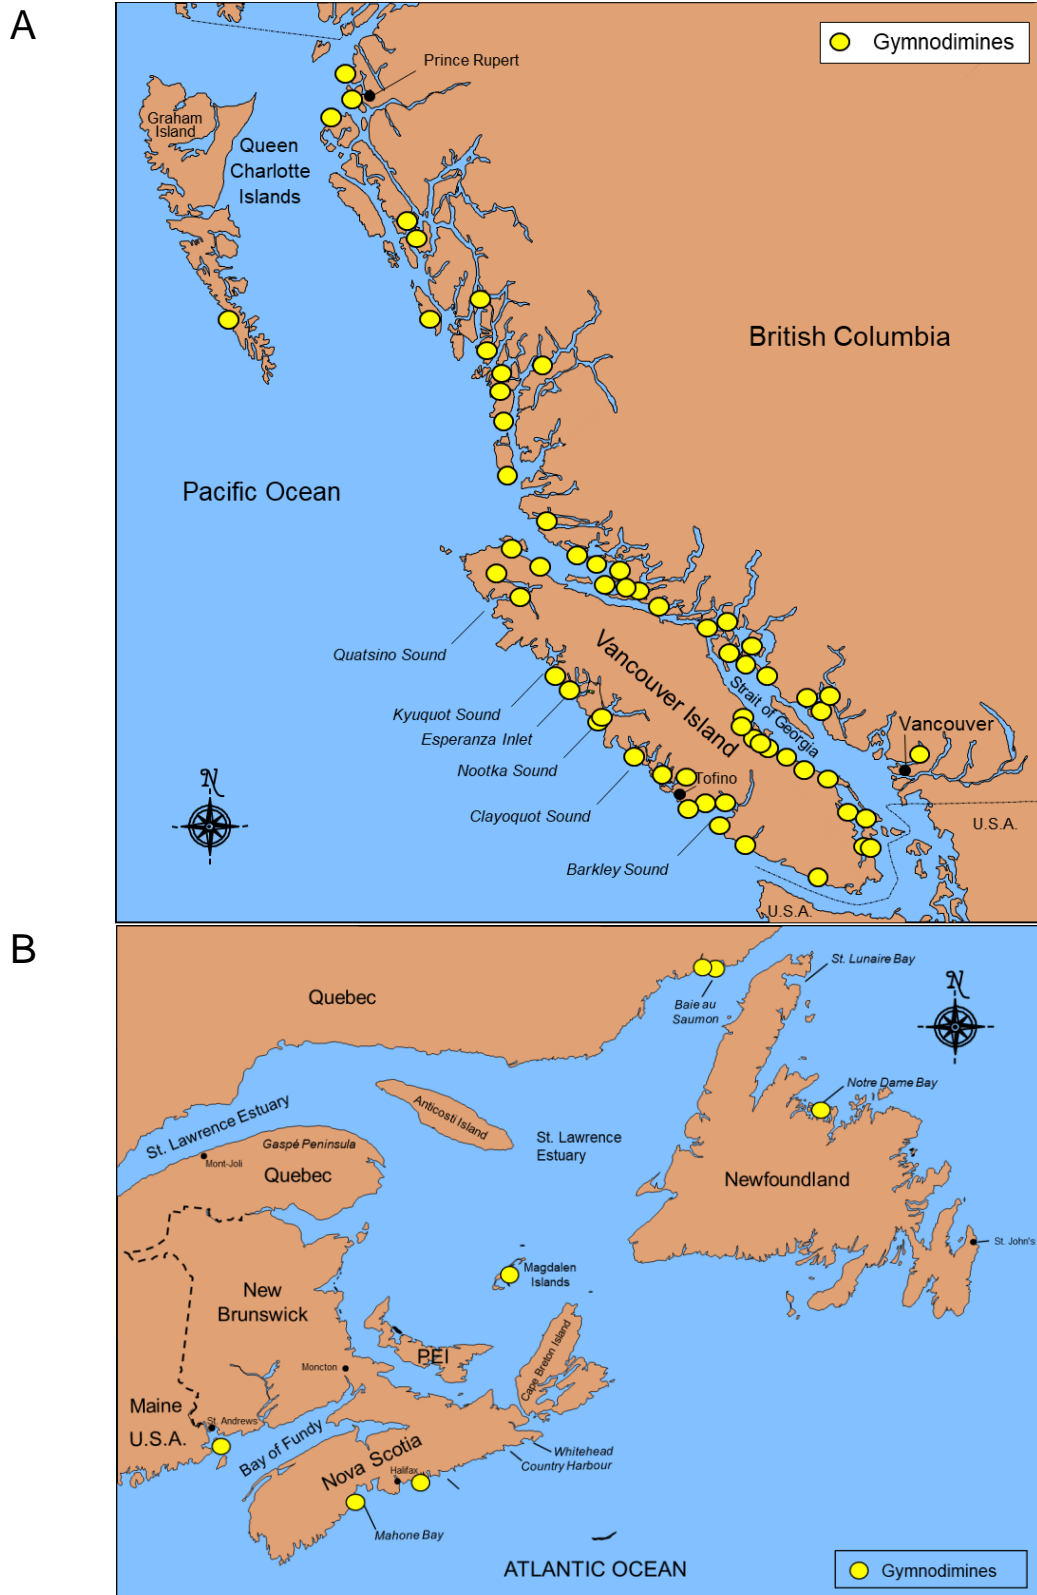 A
Gymnodimines
Prince Rupert
Graham
Island
Queen
Charlotte
Islands
British Columbia
Pacific Ocean
Quatsino Sound
Vancouver Island
Strait of Georgia
Kyuquot Sound
Esperanza Inlet
Vancouver
Nootka Sound
Tofino
Clayoquot Sound
Barkley Sound
U.S.A.
U.S.A.
N
B
St. Lunaire Bay
Quebec
Baie au
Saumon
N
Notre Dame Bay
Anticosti Island
St. Lawrence Estuary
Gaspé Peninsula
Mont-Joli
Quebec
St. Lawrence
Estuary
Newfoundland
St. John's
Magdalen
Islands
New
Brunswick
PEI
Cape Breton Island
Moncton
Maine
U.S.A.
St. Andrews
Bay of Fundy
Nova Scotia
Halifax
Whitehead
Country Harbour
Mahone Bay
ATLANTIC OCEAN
Gymnodimines